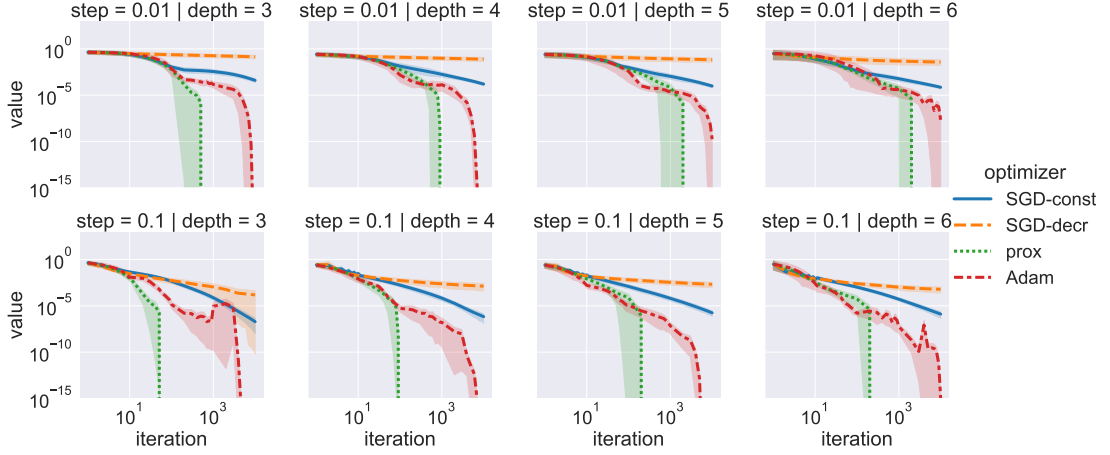 step = 0.01 | depth = 3
step = 0.01 | depth = 4
step = 0.01 | depth = 5
step = 0.01 | depth = 6
value
10^0
10^-5
10^-10
10^-15
optimizer
SGD-const
SGD-decr
prox
Adam
step = 0.1 | depth = 3
step = 0.1 | depth = 4
step = 0.1 | depth = 5
step = 0.1 | depth = 6
value
10^0
10^-5
10^-10
10^-15
10^1 10^3
10^1 10^3
10^1 10^3
10^1 10^3
iteration
iteration
iteration
iteration